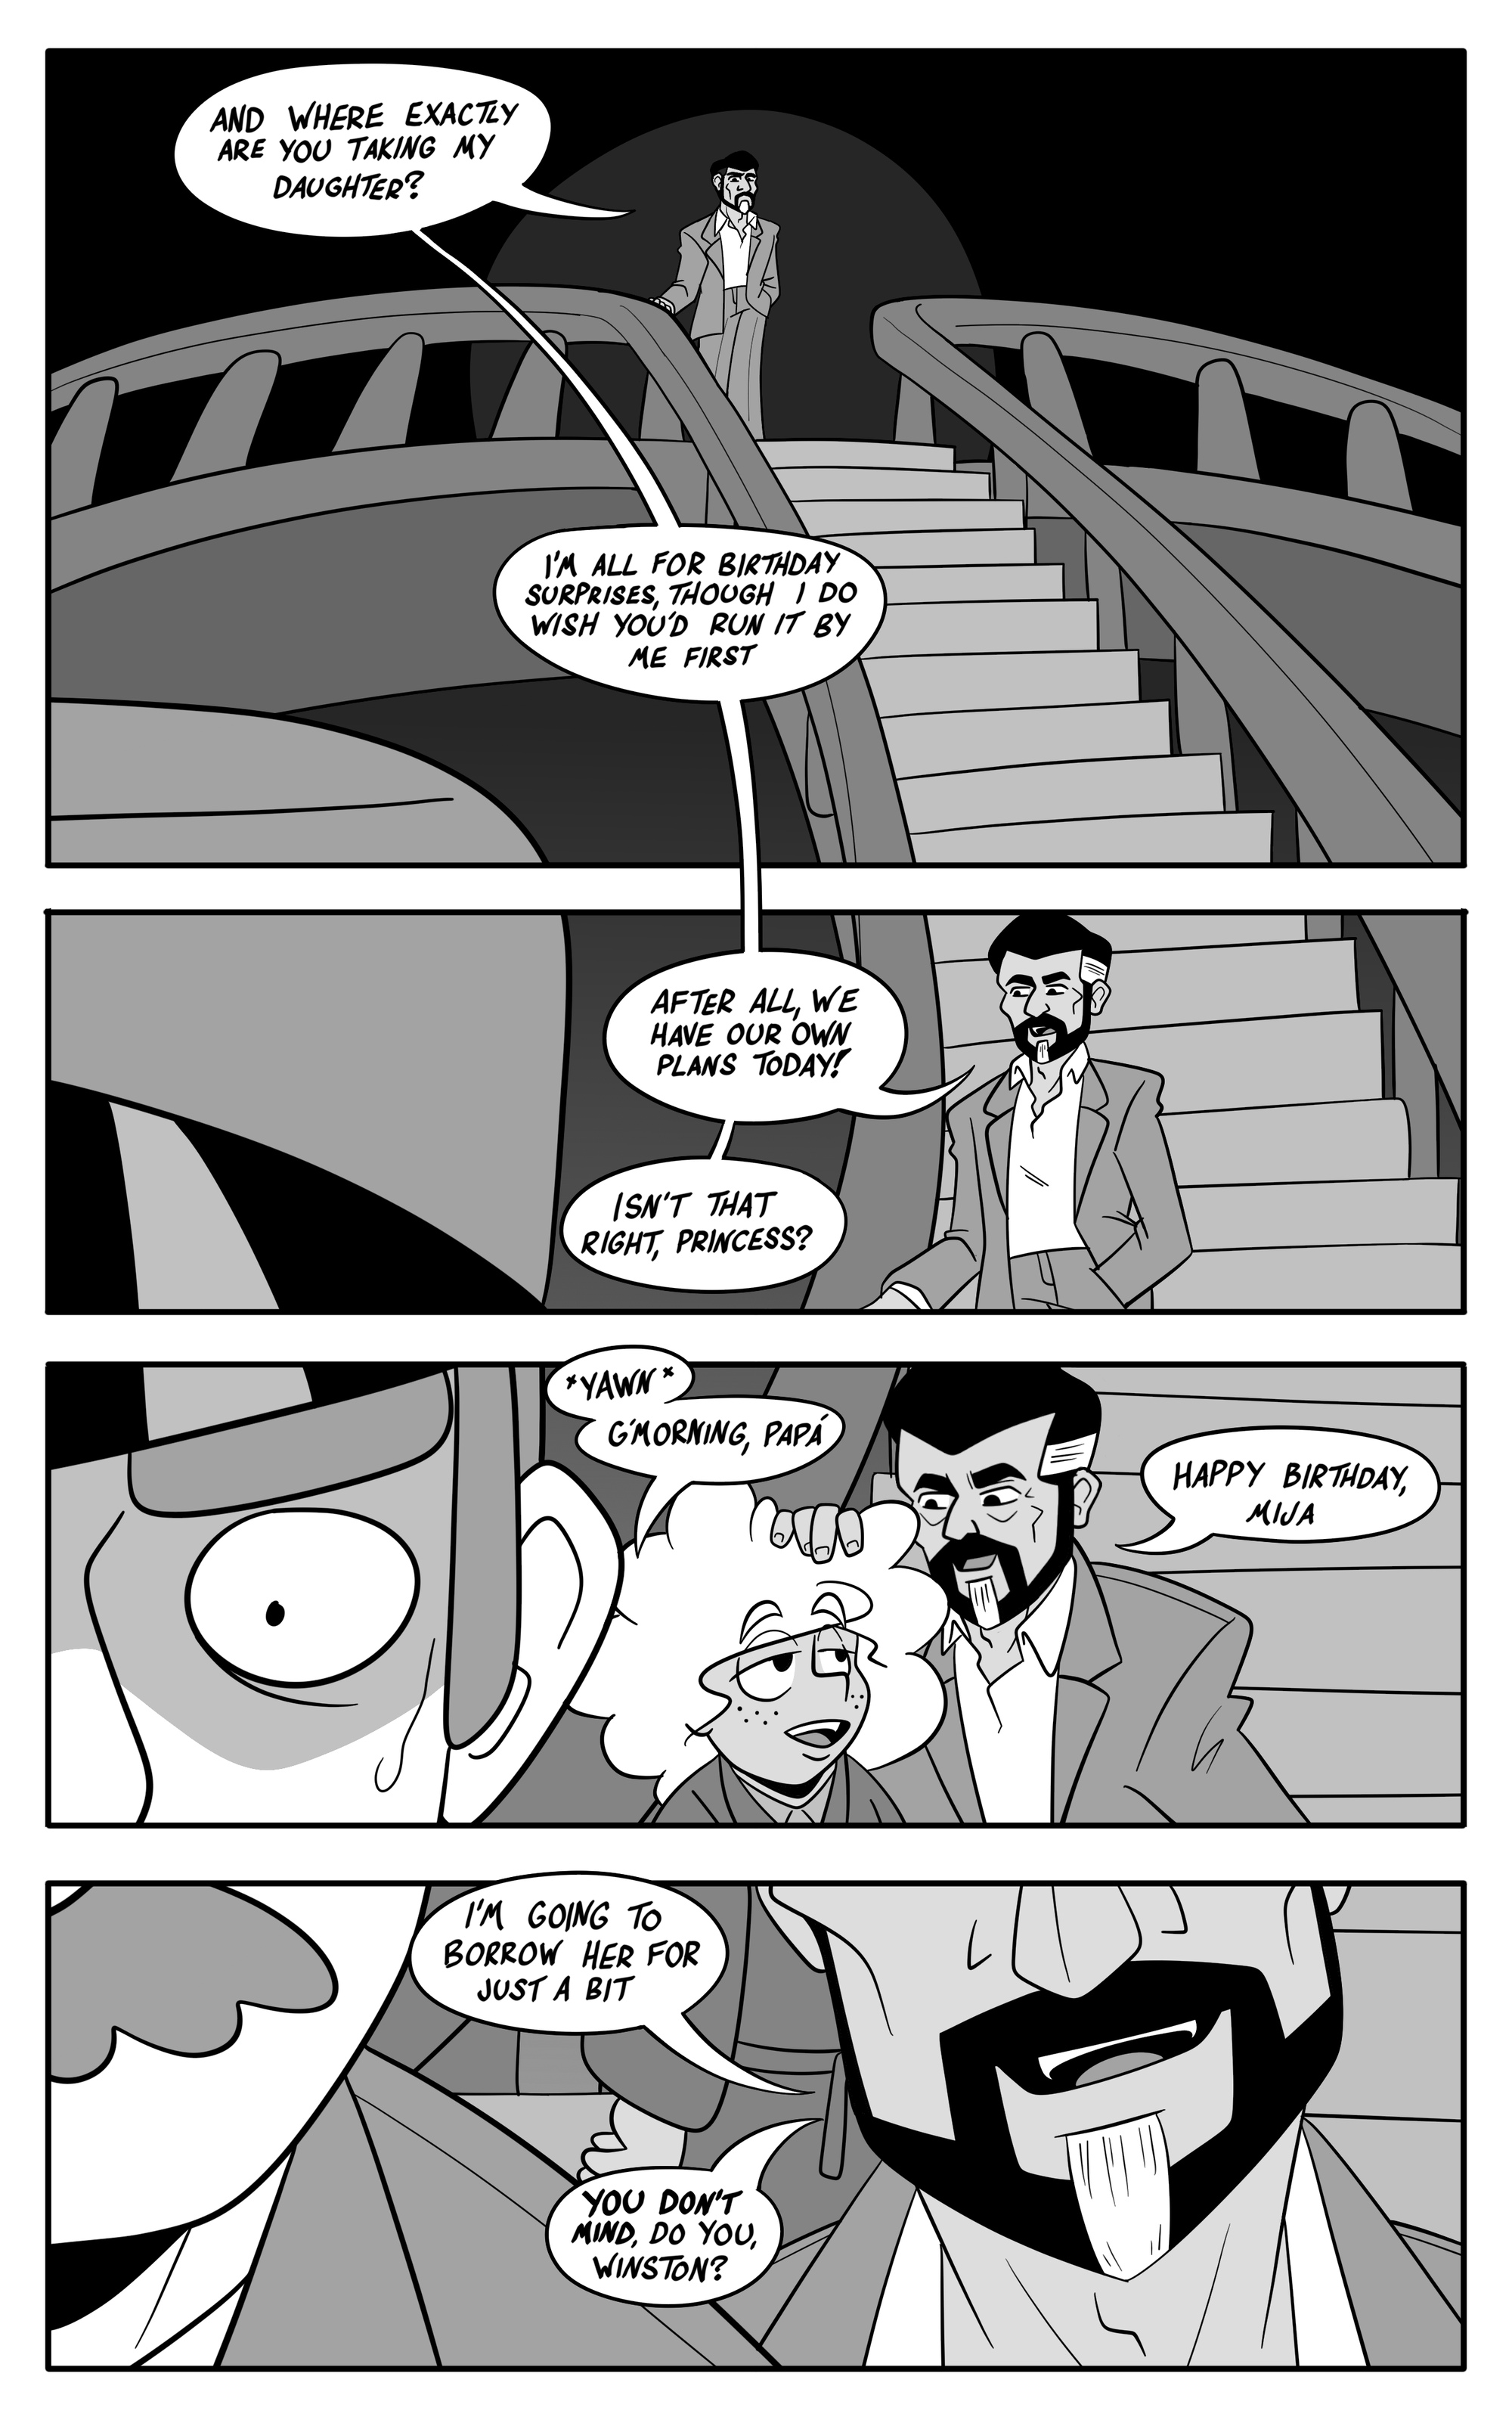 AND WHERE EXACTLY
ARE YOU TAKING MY
DAUGHTER?
I'M ALL FOR BIRTHDAY
SURPRISES, THOUGH I DO
WISH YOU'D RUN IT BY
ME FIRST
AFTER ALL, WE
HAVE OUR OWN
PLANS TODAY!
ISN'T THAT
RIGHT, PRINCESS?
*YAWN*
G'MORNING, PAPÁ
HAPPY BIRTHDAY,
MIJA
I'M GOING TO
BORROW HER FOR
JUST A BIT
YOU DON'T
MIND, DO YOU,
WINSTON?